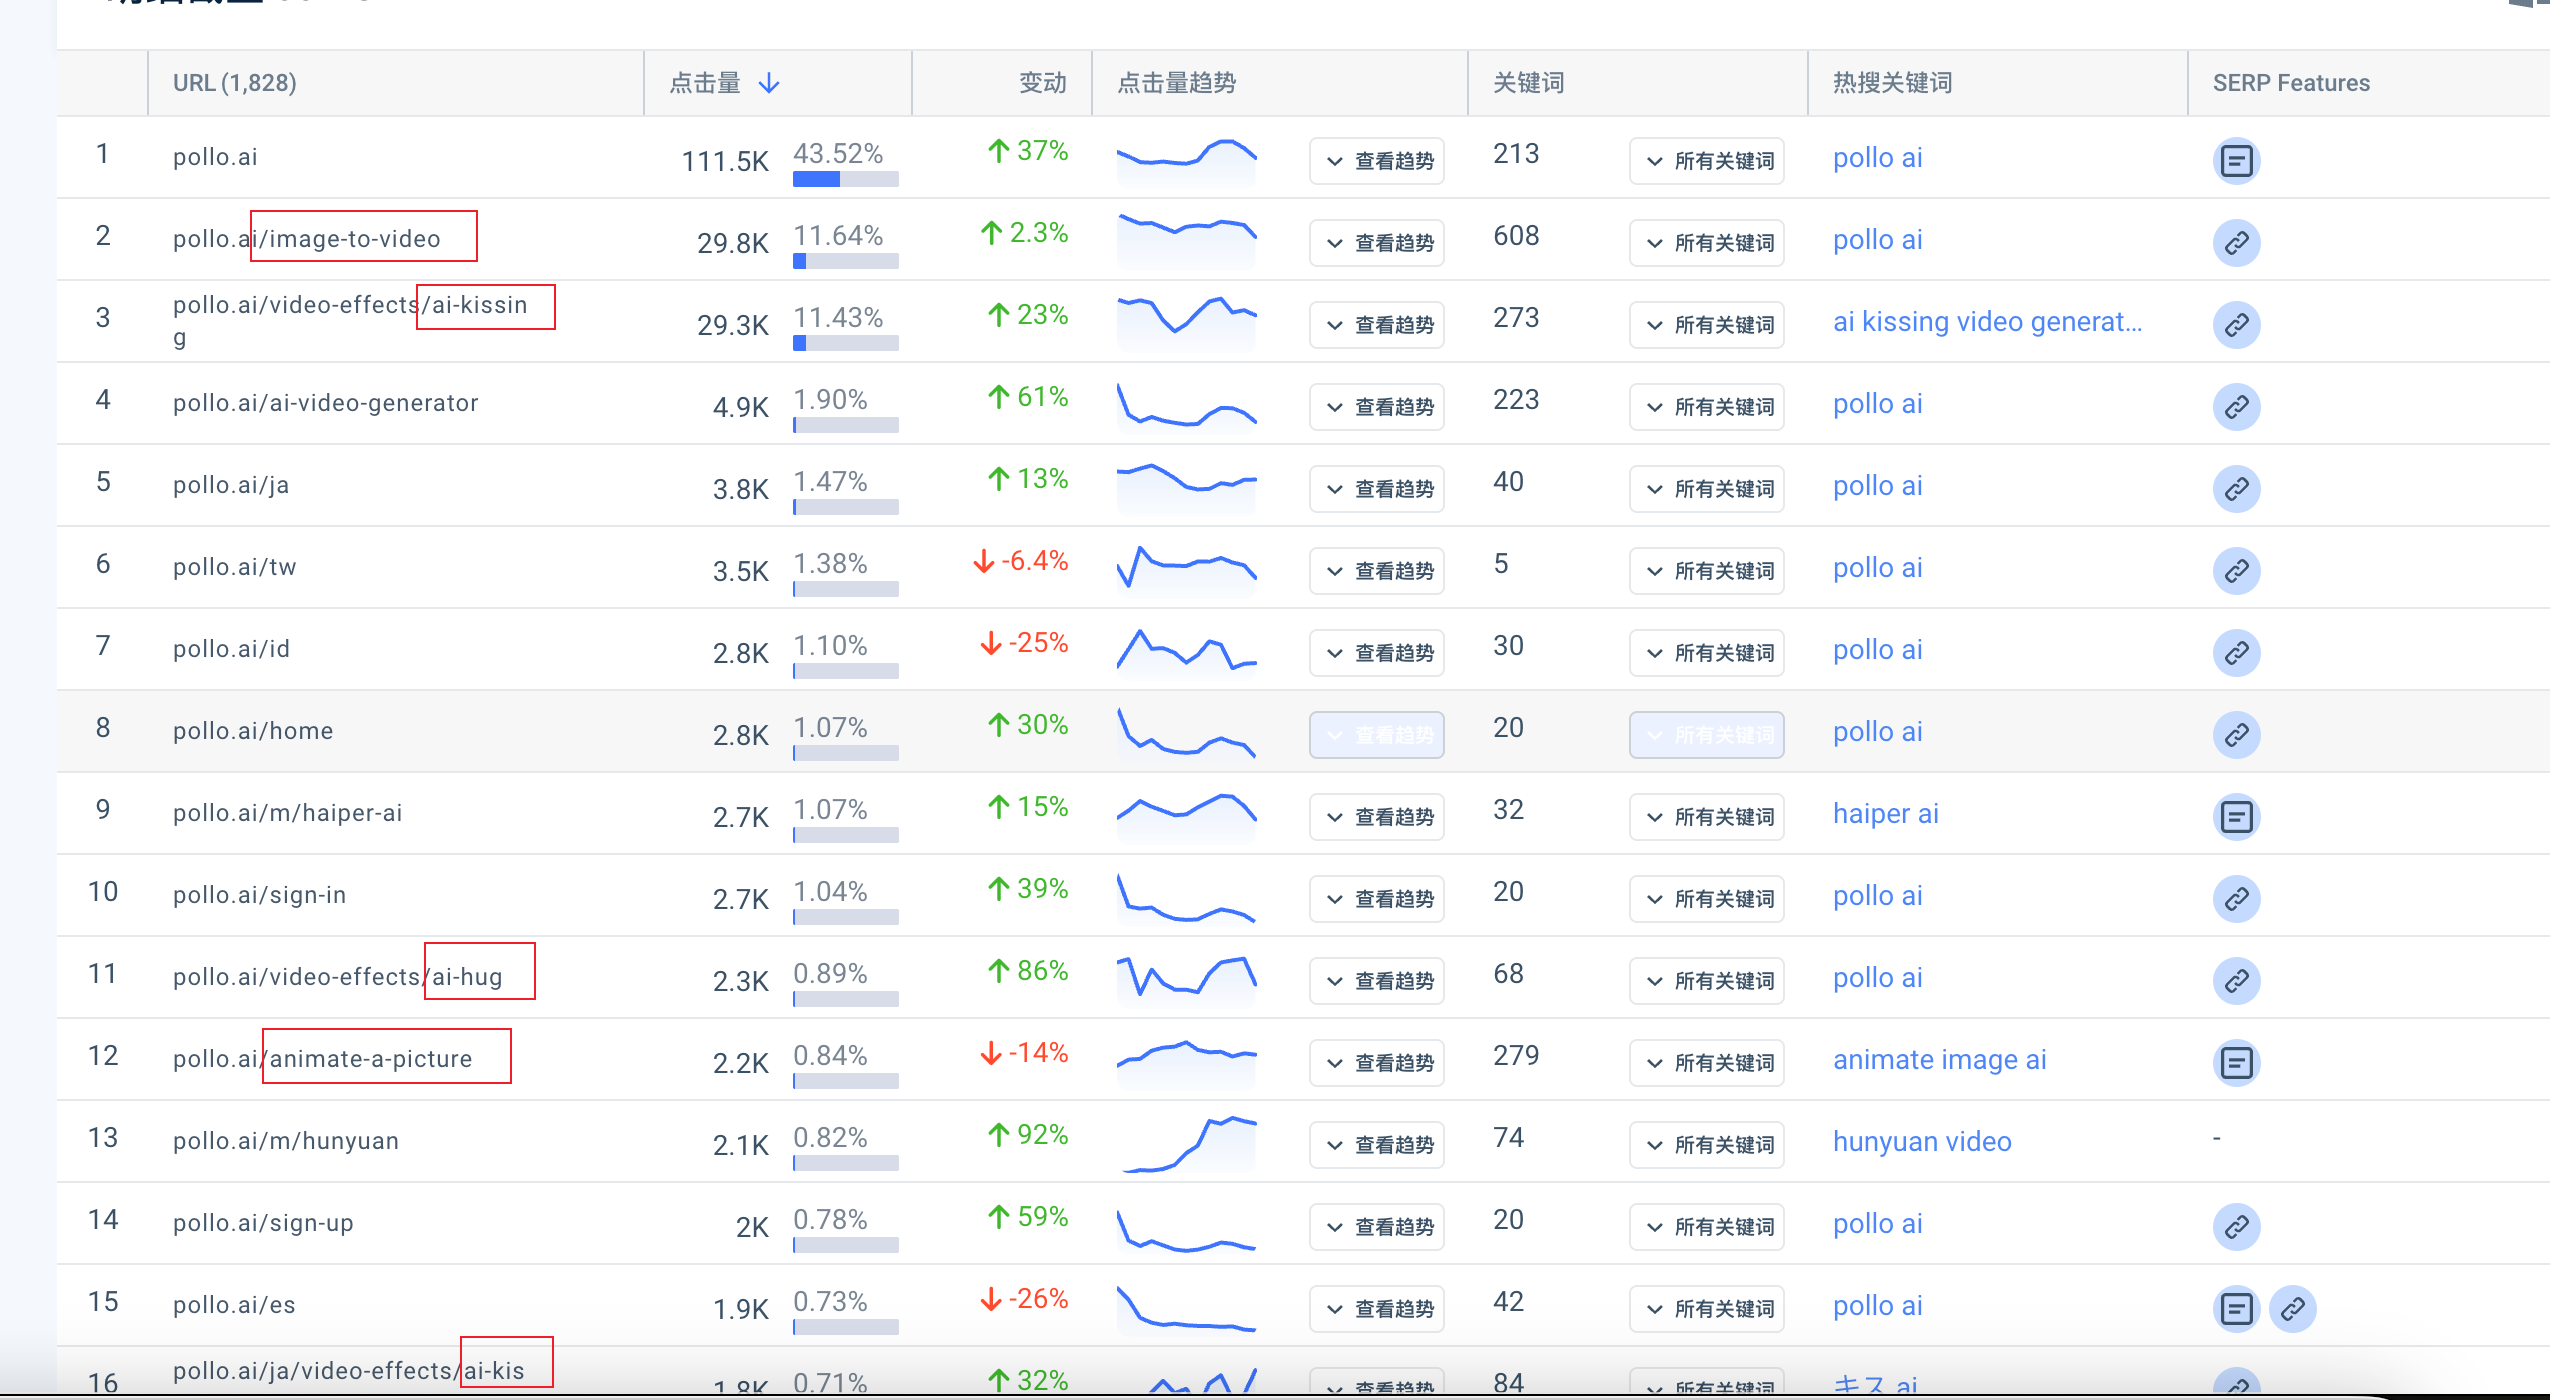 URL (1,828) 点击量 变动 点击量趋势 关键词 热搜关键词 SERP Features
1 pollo.ai 111.5K 43.52% 37% 查看趋势 213 所有关键词 pollo ai
2 pollo.ai/image-to-video 29.8K 11.64% 2.3% 查看趋势 608 所有关键词 pollo ai
3 pollo.ai/video-effects/ai-kissin 29.3K 11.43% 23% 查看趋势 273 所有关键词 ai kissing video generat...
g
4 pollo.ai/ai-video-generator 4.9K 1.90% 61% 查看趋势 223 所有关键词 pollo ai
5 pollo.ai/ja 3.8K 1.47% 13% 查看趋势 40 所有关键词 pollo ai
6 pollo.ai/tw 3.5K 1.38% -6.4% 查看趋势 5 所有关键词 pollo ai
7 pollo.ai/id 2.8K 1.10% -25% 查看趋势 30 所有关键词 pollo ai
8 pollo.ai/home 2.8K 1.07% 30% 查看趋势 20 所有关键词 pollo ai
9 pollo.ai/m/haiper-ai 2.7K 1.07% 15% 查看趋势 32 所有关键词 haiper ai
10 pollo.ai/sign-in 2.7K 1.04% 39% 查看趋势 20 所有关键词 pollo ai
11 pollo.ai/video-effects/ai-hug 2.3K 0.89% 86% 查看趋势 68 所有关键词 pollo ai
12 pollo.ai/animate-a-picture 2.2K 0.84% -14% 查看趋势 279 所有关键词 animate image ai
13 pollo.ai/m/hunyuan 2.1K 0.82% 92% 查看趋势 74 所有关键词 hunyuan video -
14 pollo.ai/sign-up 2K 0.78% 59% 查看趋势 20 所有关键词 pollo ai
15 pollo.ai/es 1.9K 0.73% -26% 查看趋势 42 所有关键词 pollo ai
16 pollo.ai/ja/video-effects/ai-kis 1.8K 0.71% 32% 查看趋势 84 所有关键词 キス ai